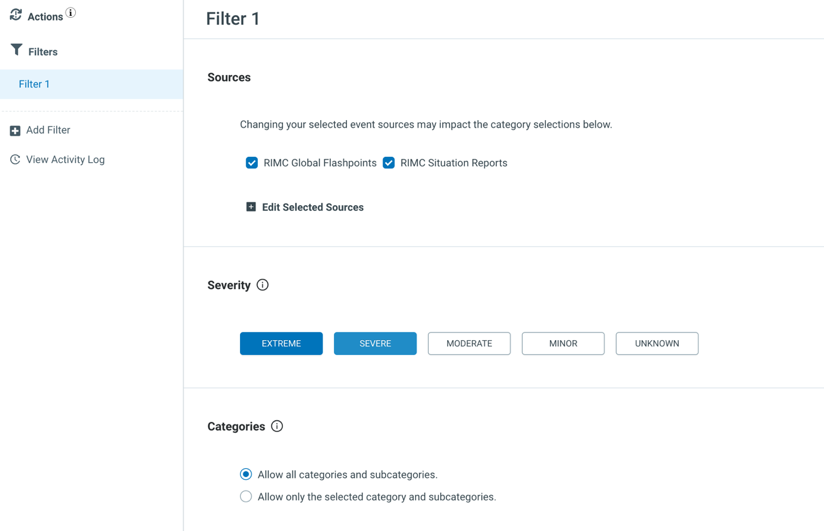 Actions
Filters
Filter 1
Add Filter
View Activity Log
Filter 1
Sources
Changing your selected event sources may impact the category selections below.
RIMC Global Flashpoints RIMC Situation Reports
Edit Selected Sources
Severity
EXTREME SEVERE MODERATE MINOR UNKNOWN
Categories
Allow all categories and subcategories.
Allow only the selected category and subcategories.